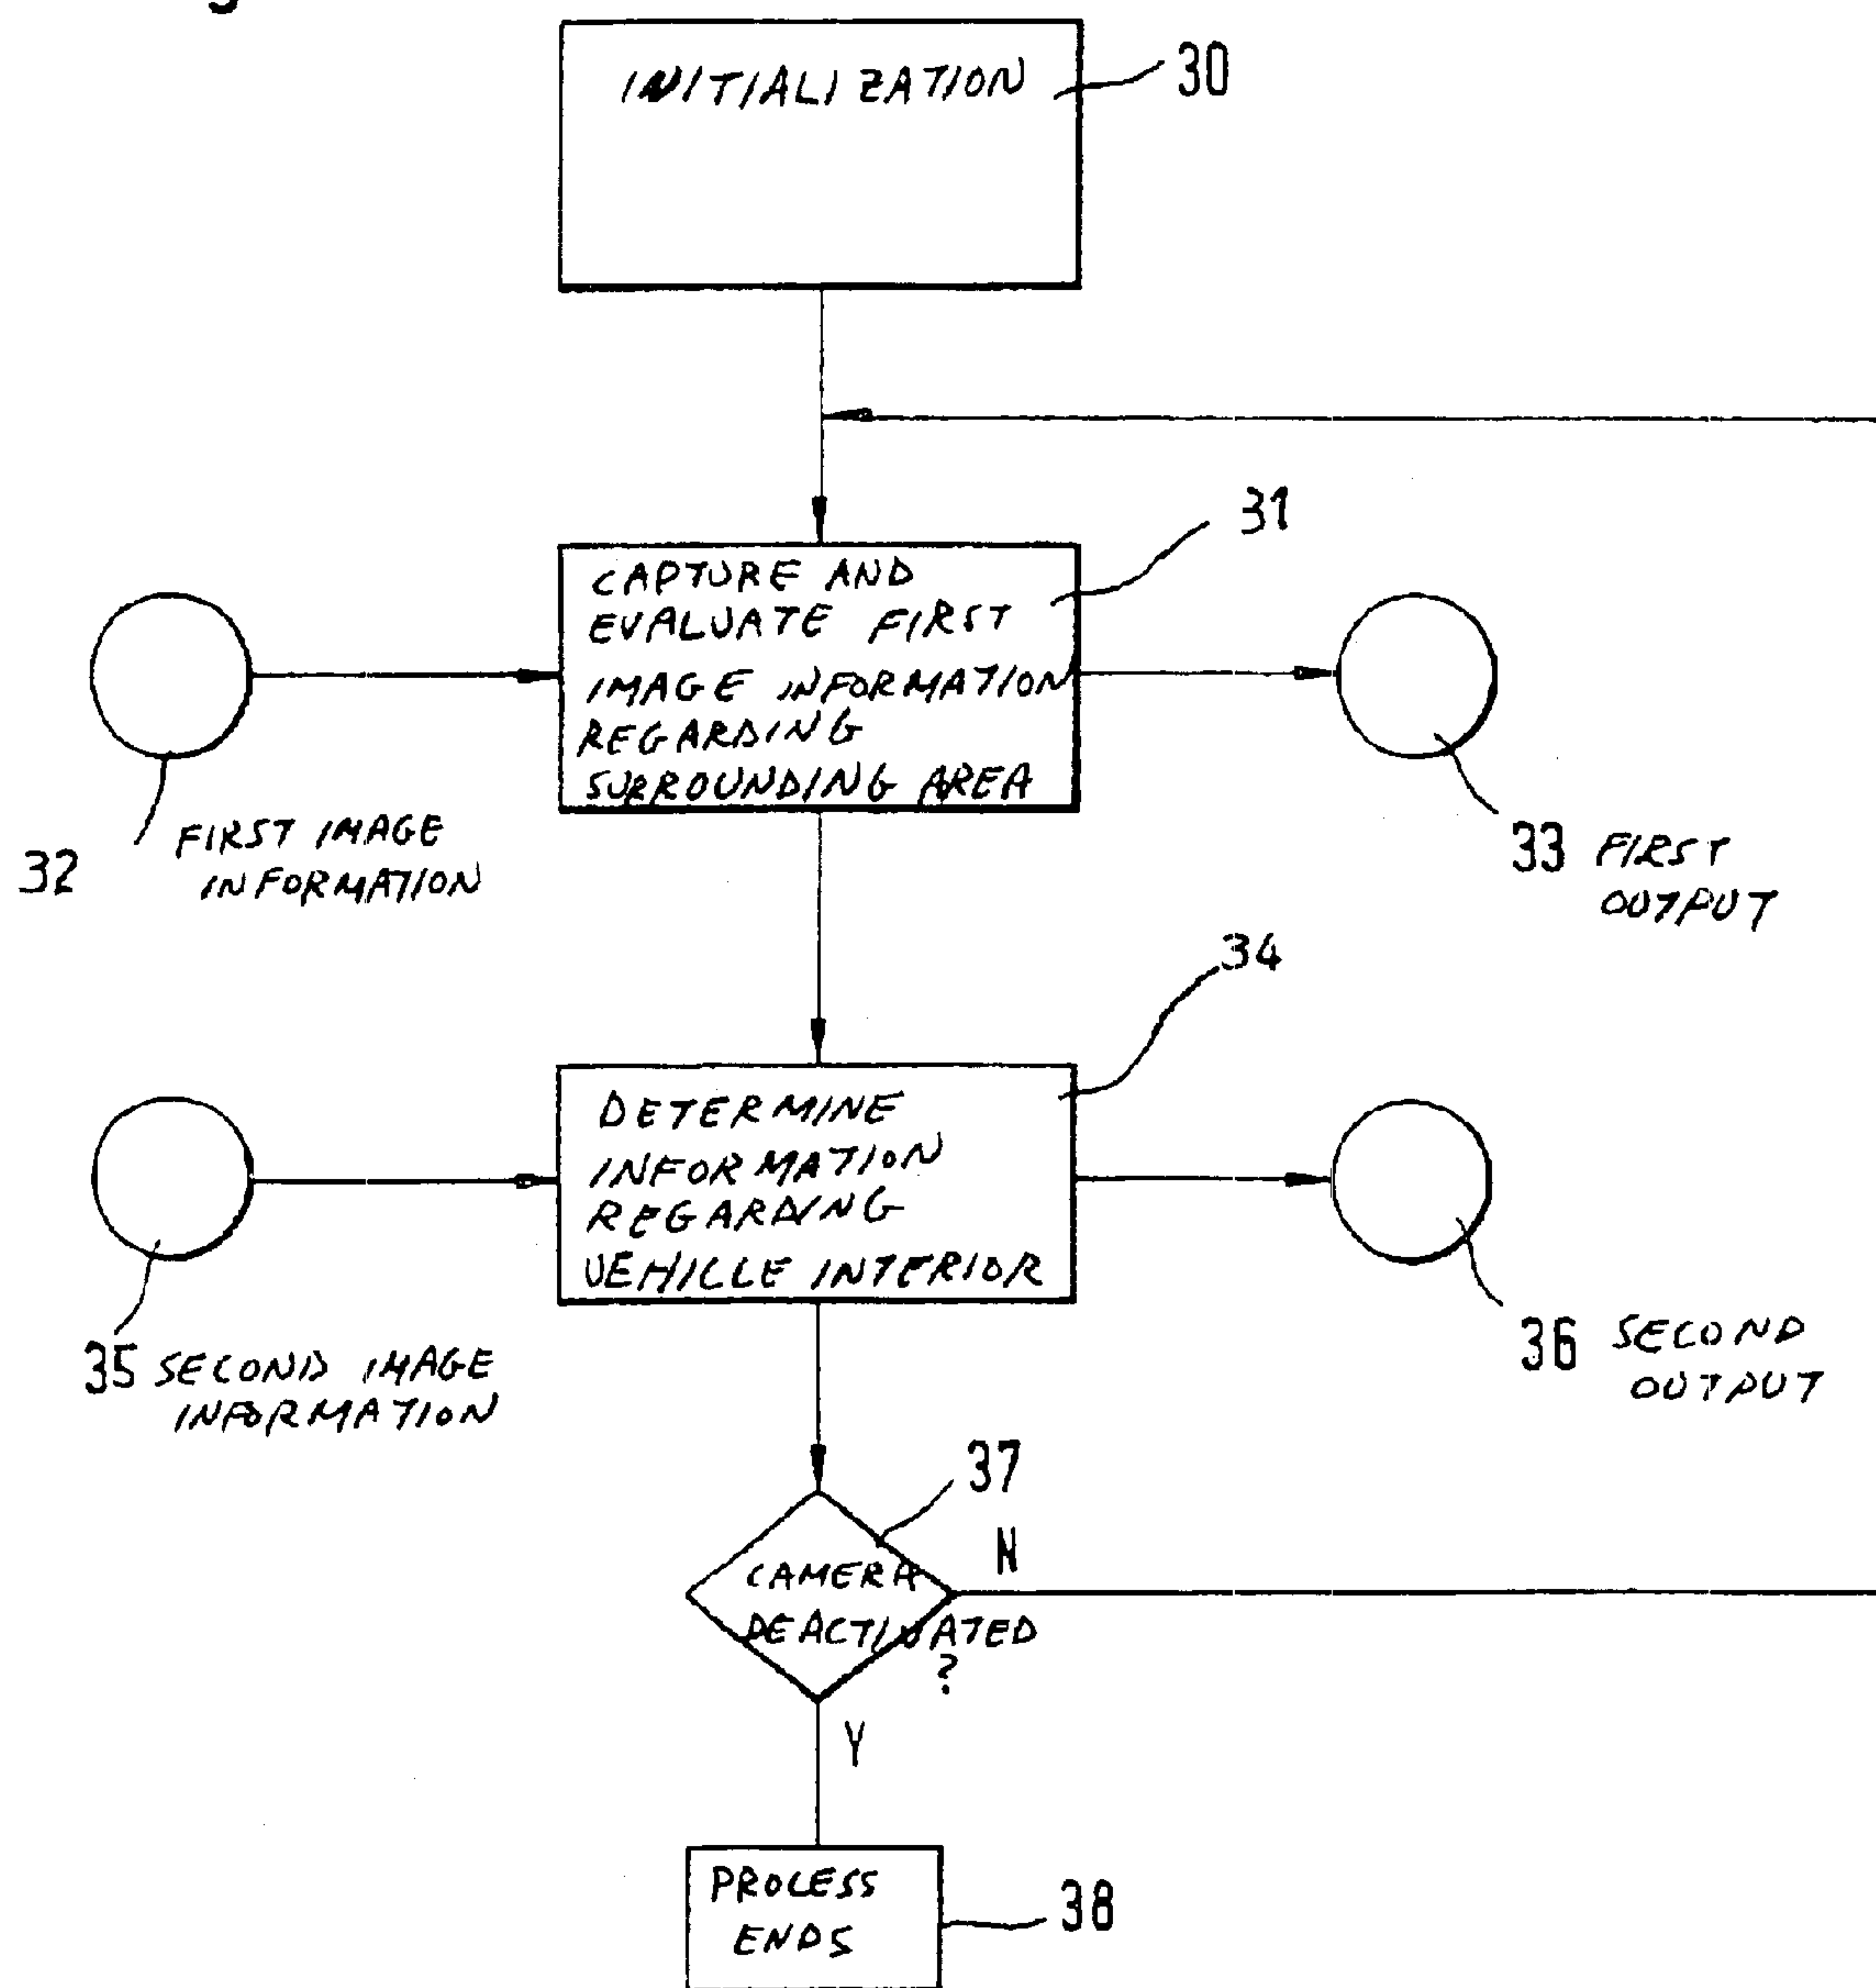 INITIALIZATION
30
31
CAPTURE AND
EVALUATE FIRST
IMAGE INFORMATION
REGARDING
SURROUNDING AREA
32
FIRST IMAGE
INFORMATION
33 FIRST
OUTPUT
34
DETERMINE
INFORMATION
REGARDING
VEHICLE INTERIOR
35 SECOND IMAGE
INFORMATION
36 SECOND
OUTPUT
37
N
CAMERA
DEACTIVATED
?
Y
PROCESS
ENDS
38